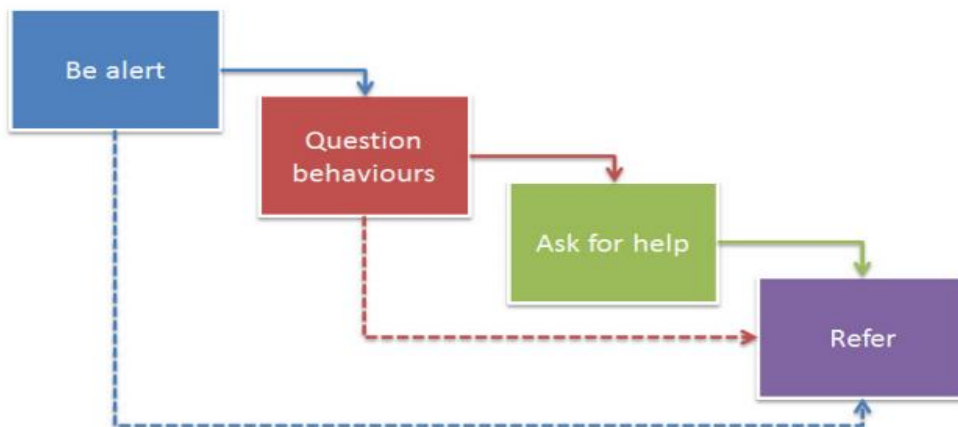 Be alert
Question
behaviours
Ask for help
Refer